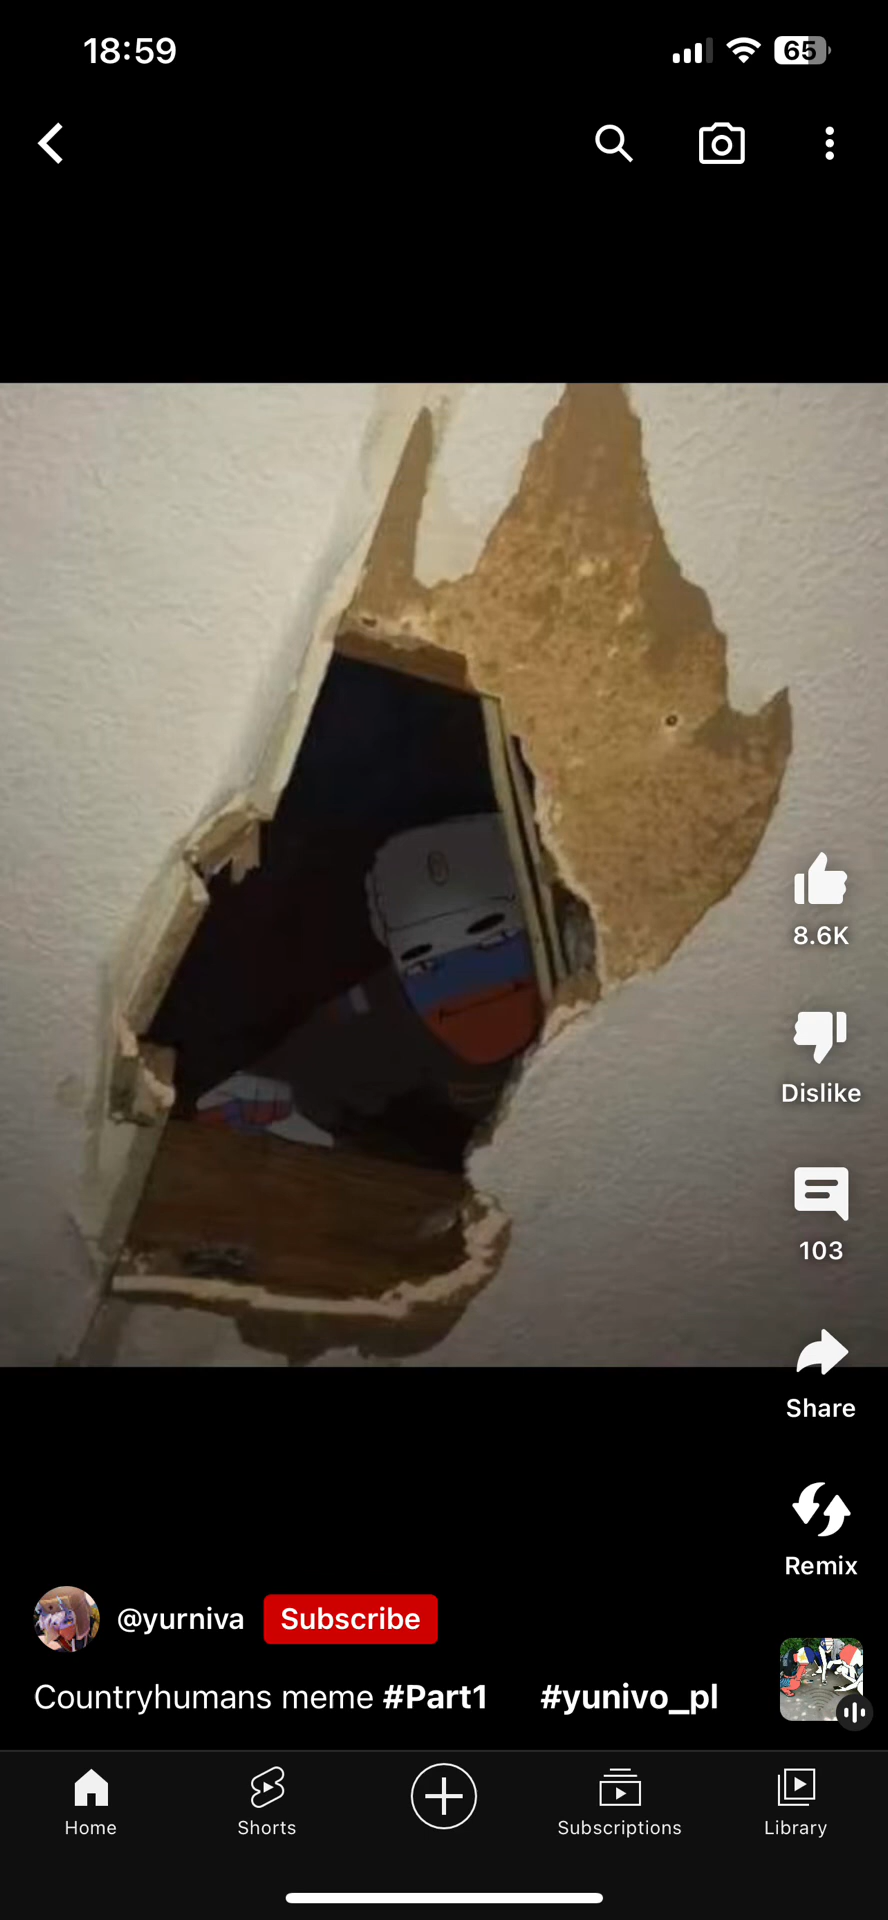 18:59
65
8.6K
Dislike
103
Share
Remix
@yurniva
Subscribe
Countryhumans meme #Part1 #yunivo_pl
Home
Shorts
Subscriptions
Library